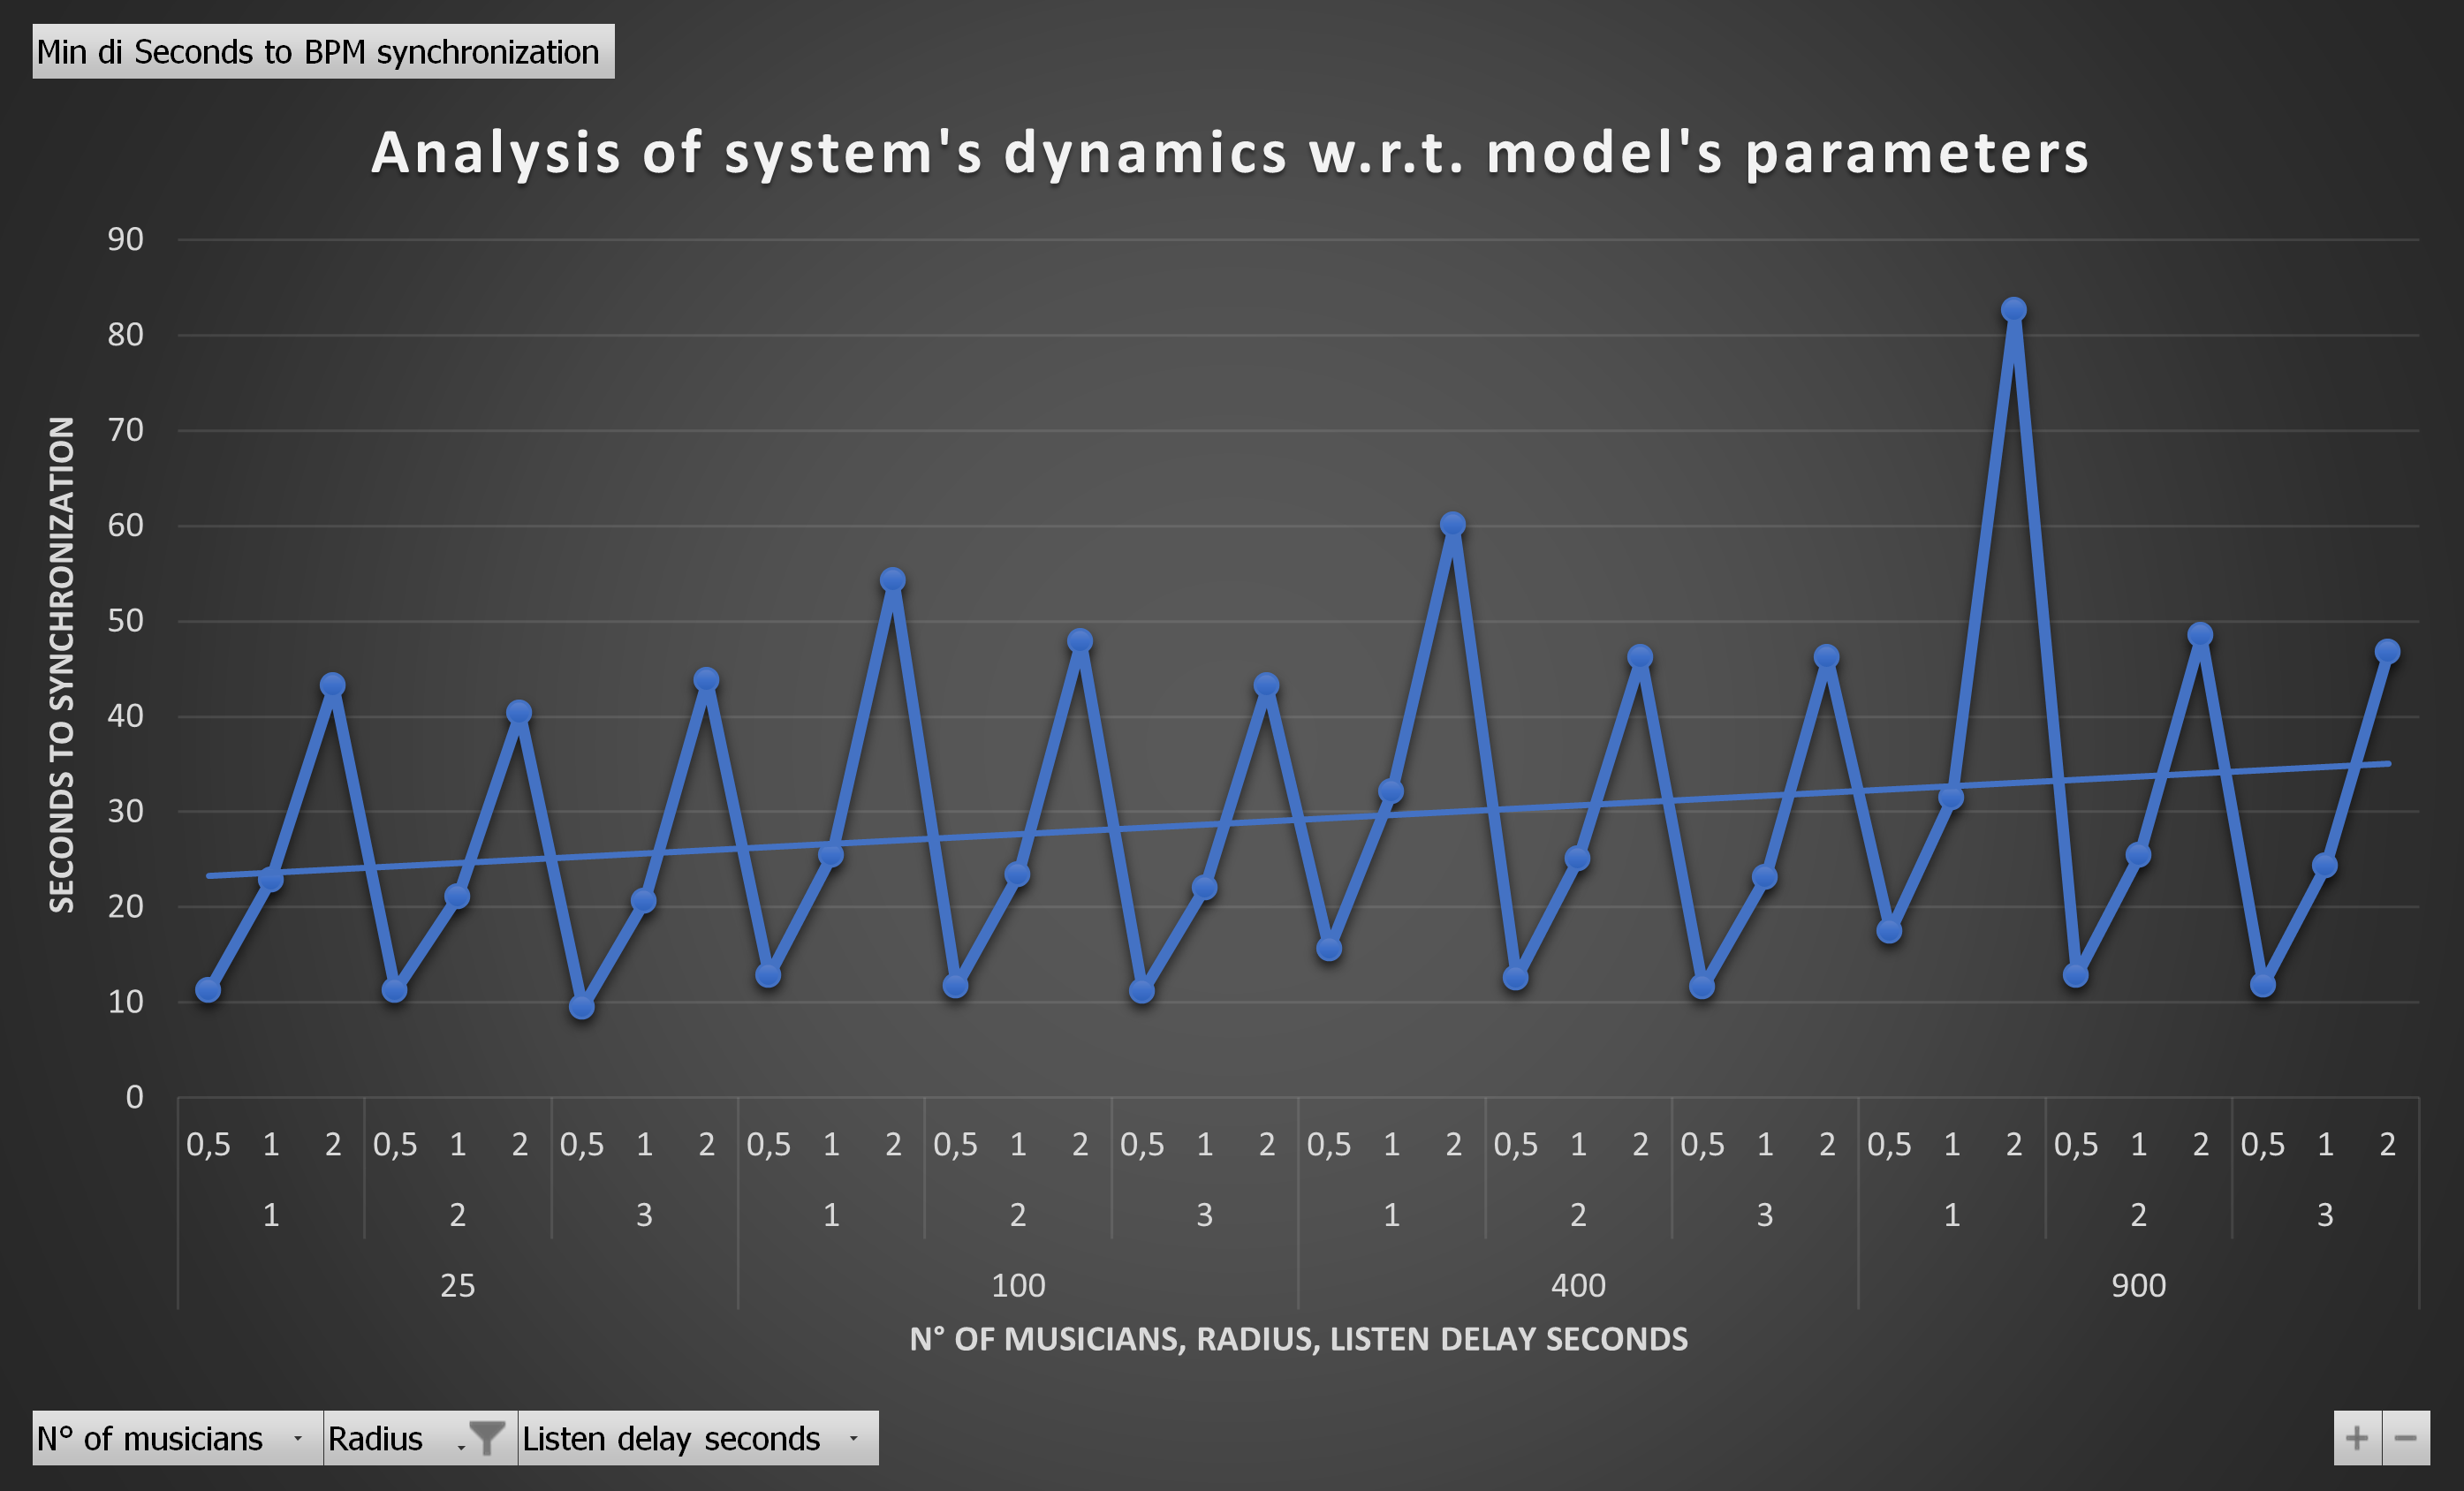 Min di Seconds to BPM synchronization
Analysis of system's dynamics w.r.t. model's parameters
90
80
70
60
50
40
30
20
10
0
SECONDS TO SYNCHRONIZATION
0,5 1 2 0,5 1 2 0,5 1 2 0,5 1 2 0,5 1 2 0,5 1 2 0,5 1 2 0,5 1 2 0,5 1 2 0,5 1 2 0,5 1 2 0,5 1 2
1 2 3 1 2 3 1 2 3 1 2 3
25 100 400 900
N° OF MUSICIANS, RADIUS, LISTEN DELAY SECONDS
N° of musicians Radius Listen delay seconds + −